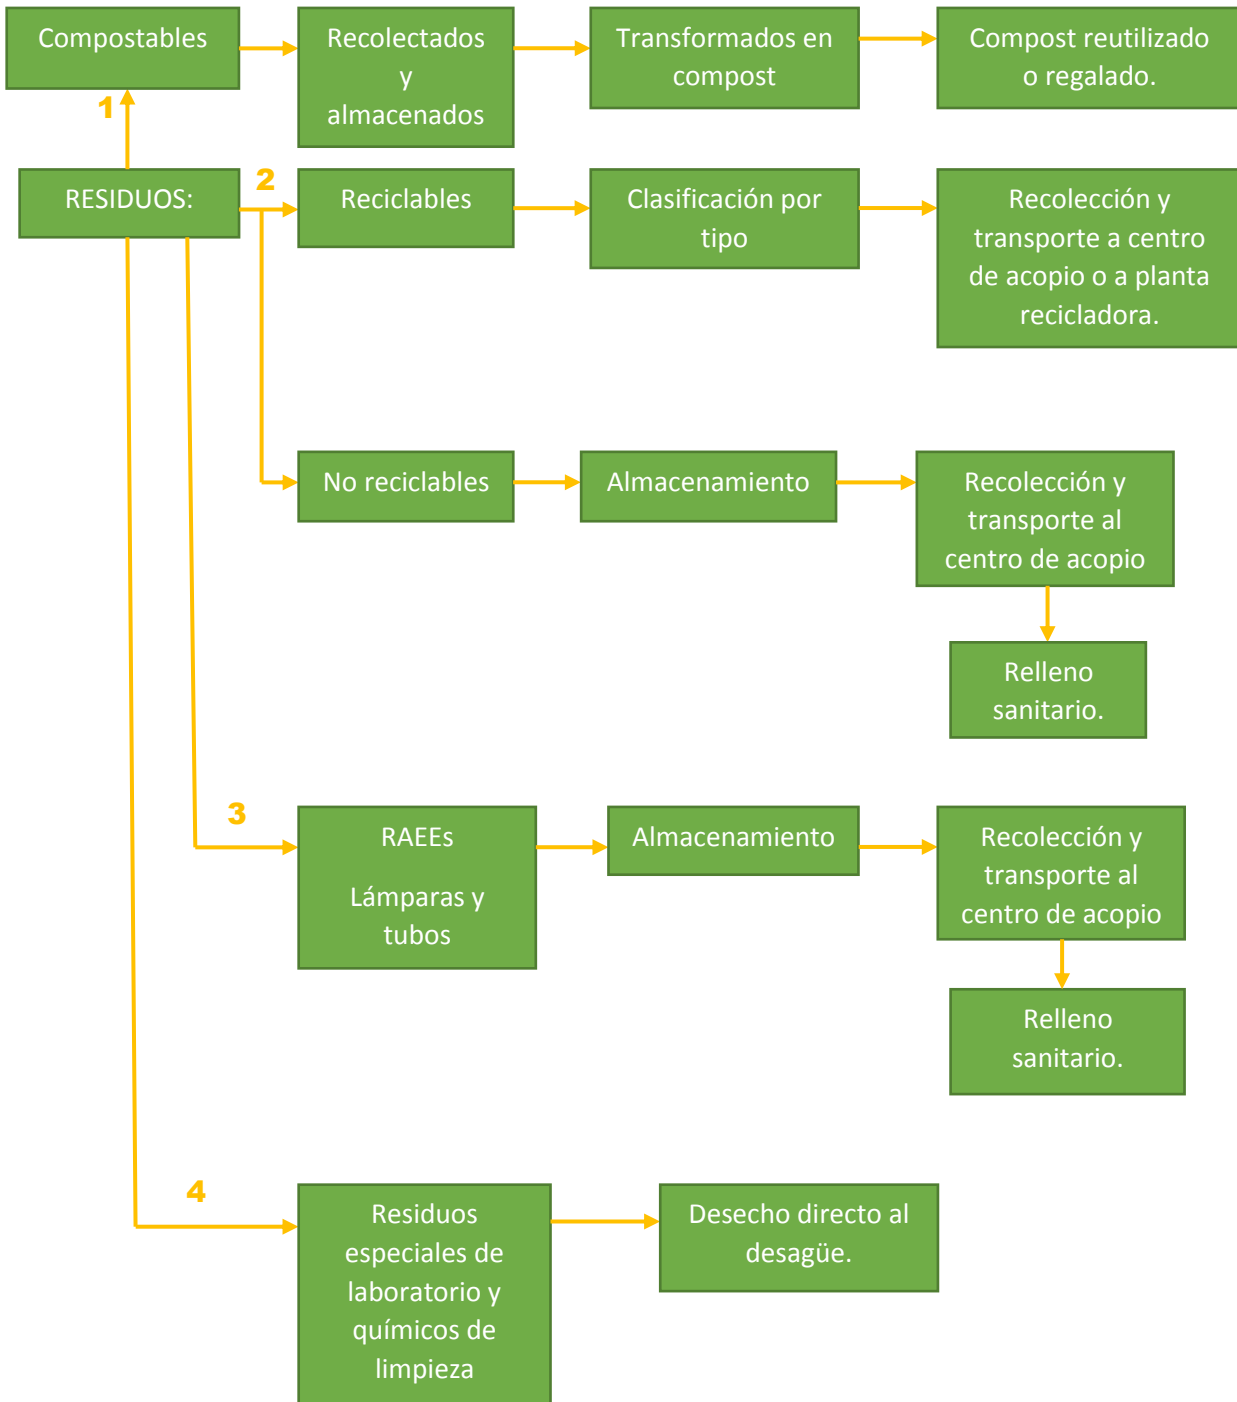 Compostables
Recolectados
y
almacenados
Transformados en
compost
Compost reutilizado
o regalado.
1
RESIDUOS:
2
Reciclables
Clasificación por
tipo
Recolección y
transporte a centro
de acopio o a planta
recicladora.
No reciclables
Almacenamiento
Recolección y
transporte al
centro de acopio
Relleno
sanitario.
3
RAEEs
Lámparas y
tubos
Almacenamiento
Recolección y
transporte al
centro de acopio
Relleno
sanitario.
4
Residuos
especiales de
laboratorio y
químicos de
limpieza
Desecho directo al
desagüe.